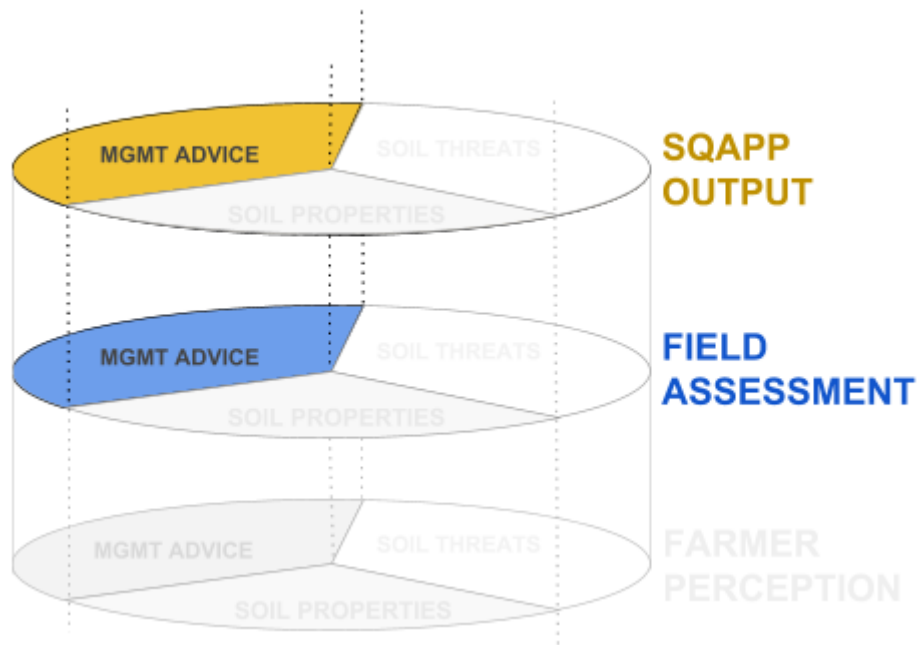 MGMT ADVICE
SOIL THREATS
SOIL PROPERTIES
SQAPP
OUTPUT
MGMT ADVICE
SOIL THREATS
SOIL PROPERTIES
FIELD
ASSESSMENT
MGMT ADVICE
SOIL THREATS
SOIL PROPERTIES
FARMER
PERCEPTION